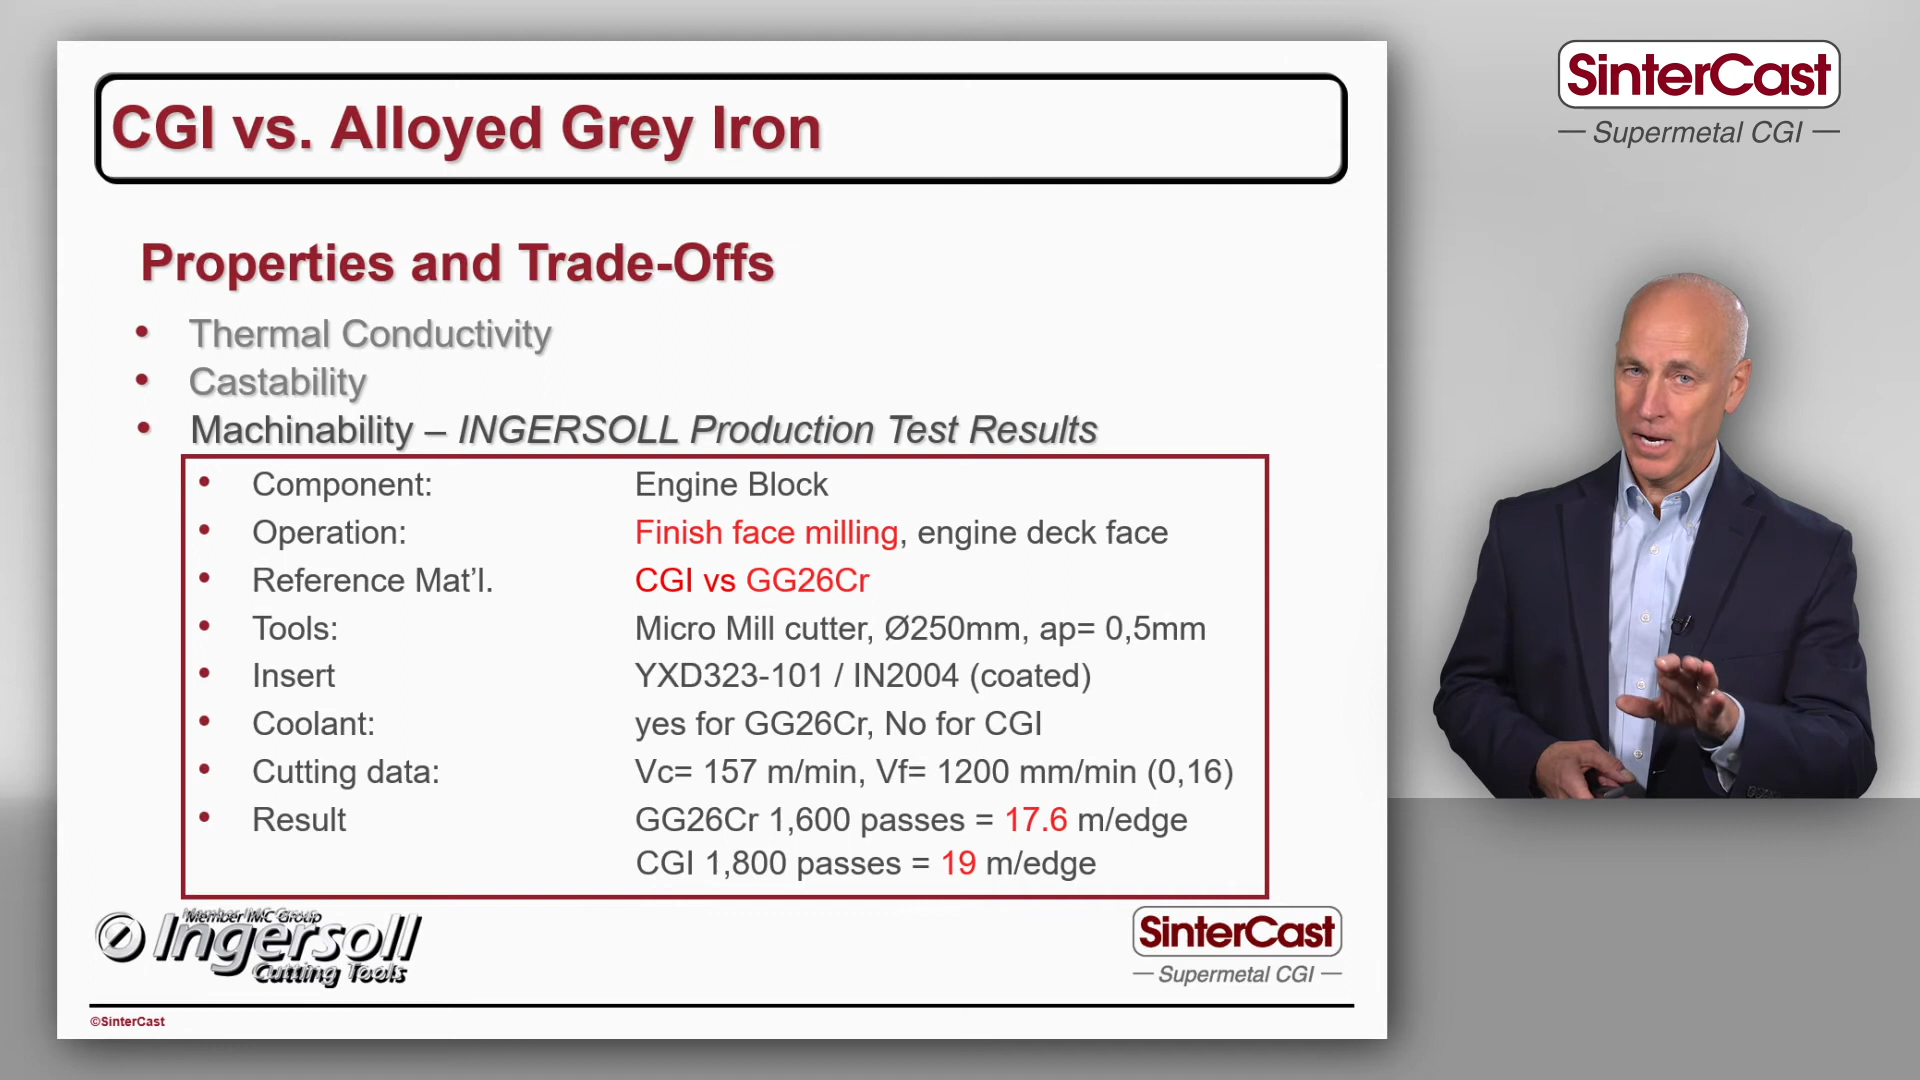 CGI vs. Alloyed Grey Iron
Properties and Trade-Offs
• Thermal Conductivity
• Castability
• Machinability – INGERSOLL Production Test Results
• Component: Engine Block
• Operation: Finish face milling, engine deck face
• Reference Mat’l. CGI vs GG26Cr
• Tools: Micro Mill cutter, Ø250mm, ap= 0,5mm
• Insert YXD323-101 / IN2004 (coated)
• Coolant: yes for GG26Cr, No for CGI
• Cutting data: Vc= 157 m/min, Vf= 1200 mm/min (0,16)
• Result GG26Cr 1,600 passes = 17.6 m/edge
CGI 1,800 passes = 19 m/edge
Member IMC Group
Ingersoll
Cutting Tools
SinterCast
— Supermetal CGI —
©SinterCast
SinterCast
— Supermetal CGI —